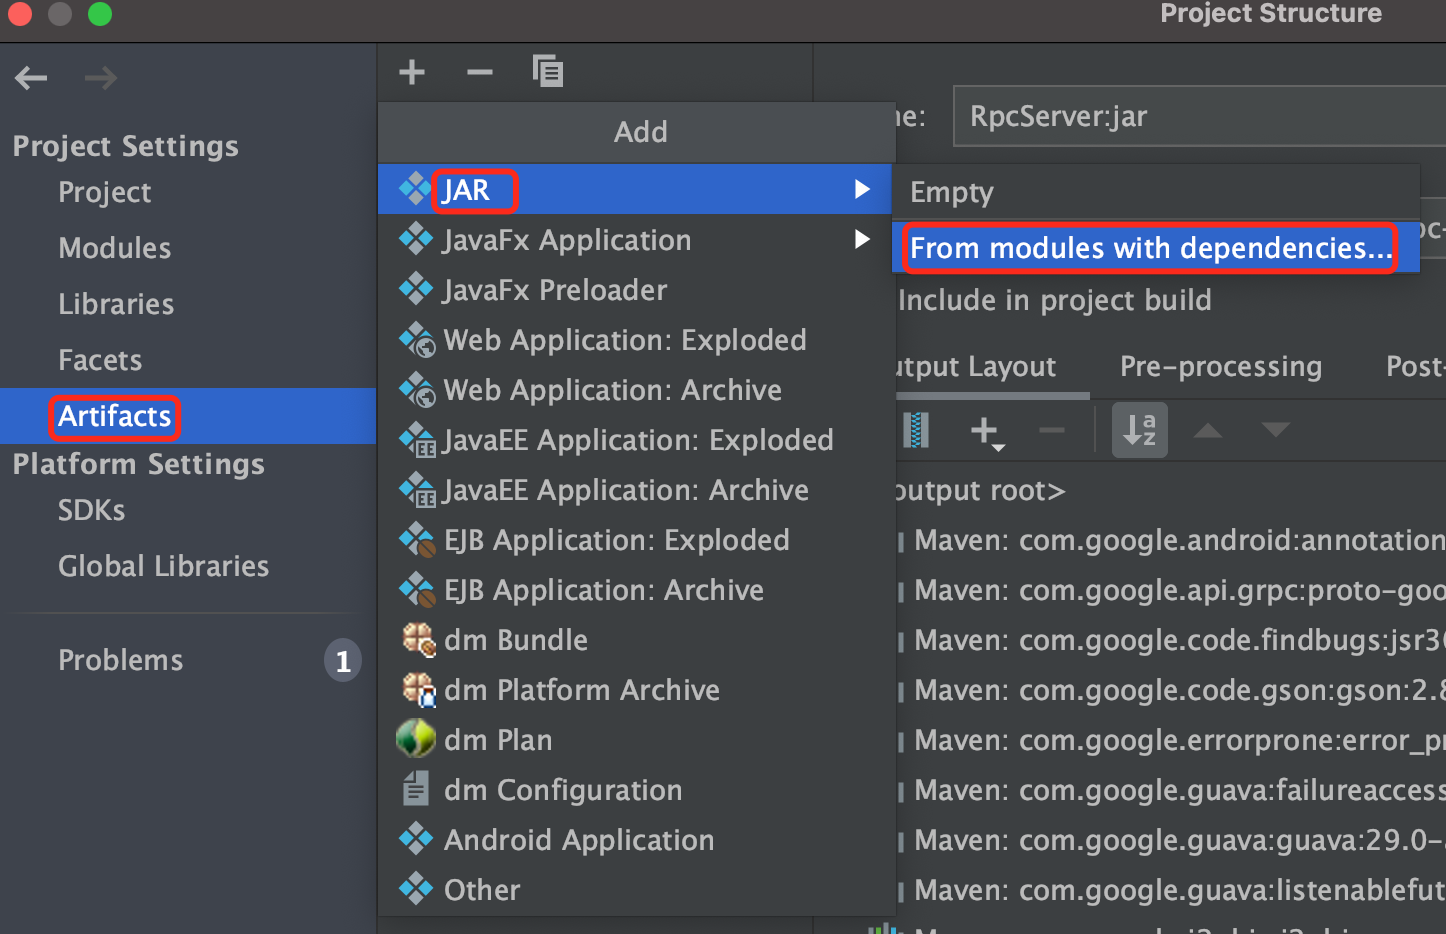 Project Structure
Project Settings
Project
Modules
Libraries
Facets
Artifacts
Platform Settings
SDKs
Global Libraries
Problems
1
Add
JAR
JavaFx Application
JavaFx Preloader
Web Application: Exploded
Web Application: Archive
JavaEE Application: Exploded
JavaEE Application: Archive
EJB Application: Exploded
EJB Application: Archive
dm Bundle
dm Platform Archive
dm Plan
dm Configuration
Android Application
Other
Empty
From modules with dependencies...
RpcServer:jar
Include in project build
utput Layout
Pre-processing
Post-
output root>
Maven: com.google.android:annotation
Maven: com.google.api.grpc:proto-goo
Maven: com.google.code.findbugs:jsr30
Maven: com.google.code.gson:gson:2.8
Maven: com.google.errorprone:error_pr
Maven: com.google.guava:failureaccess
Maven: com.google.guava:guava:29.0-
Maven: com.google.guava:listenablefut